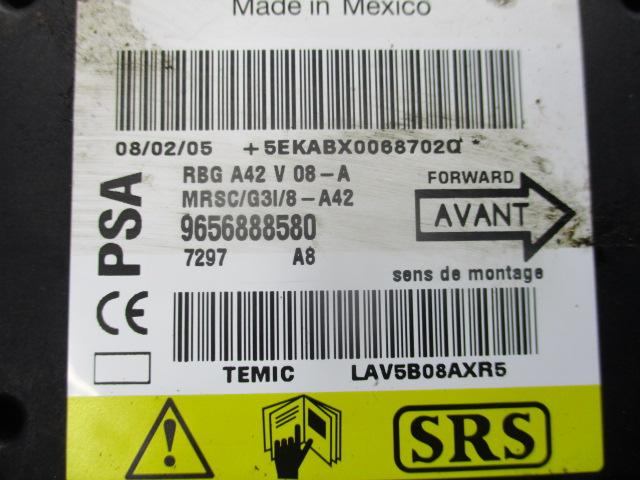 Made in Mexico
08/02/05 +5EKABX0068702Q*
RBG A42 V 08-A
MRSC/G3I/8-A42
9656888580
7297 A8
PSA
CE
FORWARD
AVANT
sens de montage
TEMIC LAV5B08AXR5
SRS